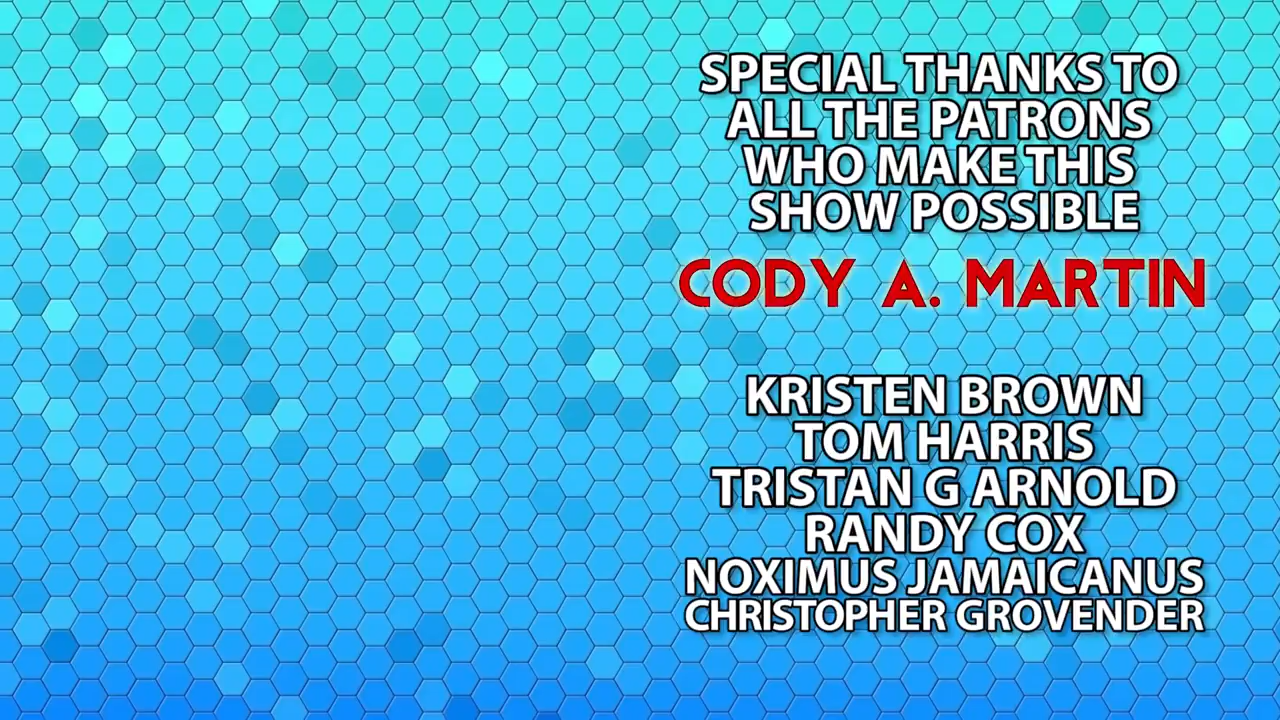 SPECIAL THANKS TO
ALL THE PATRONS
WHO MAKE THIS
SHOW POSSIBLE
CODY A. MARTIN
KRISTEN BROWN
TOM HARRIS
TRISTAN G ARNOLD
RANDY COX
NOXIMUS JAMAICANUS
CHRISTOPHER GROVENDER